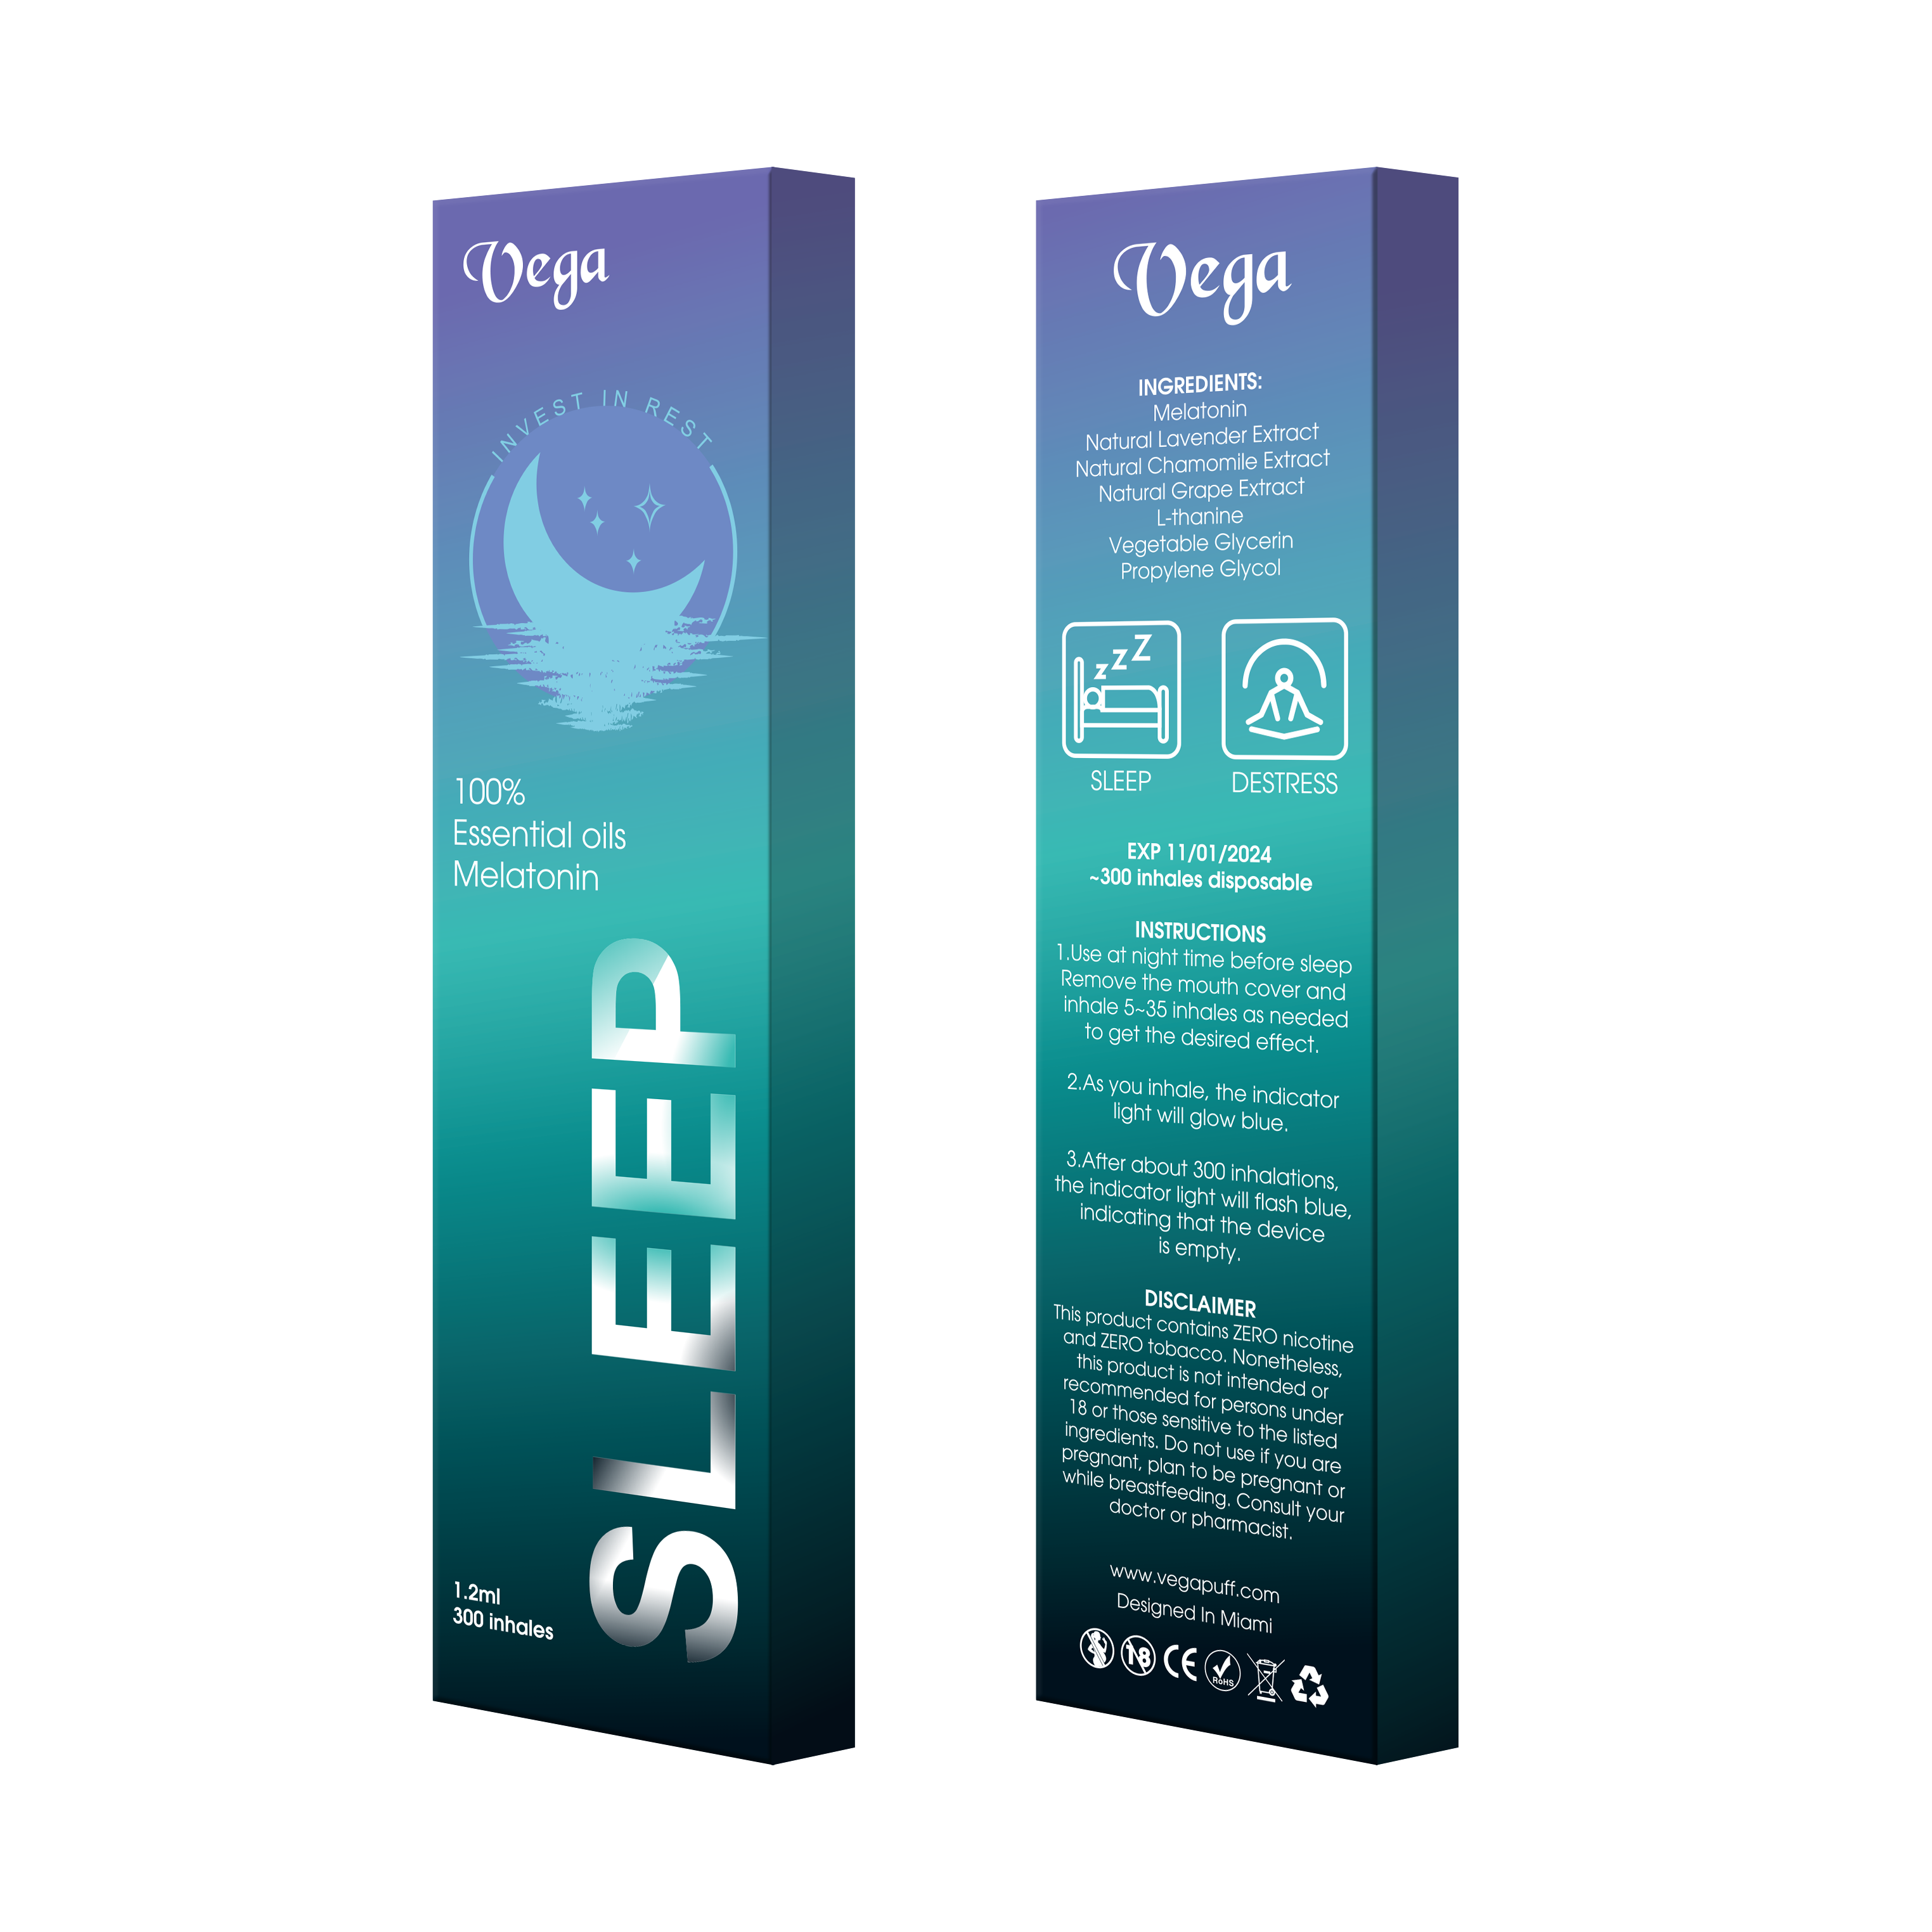 Vega
INVEST IN REST
100%
Essential oils
Melatonin
SLEEP
1.2ml
300 inhales
Vega
INGREDIENTS:
Melatonin
Natural Lavender Extract
Natural Chamomile Extract
Natural Grape Extract
L-thanine
Vegetable Glycerin
Propylene Glycol
z z Z
SLEEP
DESTRESS
EXP 11/01/2024
~300 inhales disposable
INSTRUCTIONS
1.Use at night time before sleep
Remove the mouth cover and
inhale 5~35 inhales as needed
to get the desired effect.
2.As you inhale, the indicator
light will glow blue.
3.After about 300 inhalations,
the indicator light will flash blue,
indicating that the device
is empty.
DISCLAIMER
This product contains ZERO nicotine
and ZERO tobacco. Nonetheless,
this product is not intended or
recommended for persons under
18 or those sensitive to the listed
ingredients. Do not use if you are
pregnant, plan to be pregnant or
while breastfeeding. Consult your
doctor or pharmacist.
www.vegapuff.com
Designed In Miami
18 CE RoHS